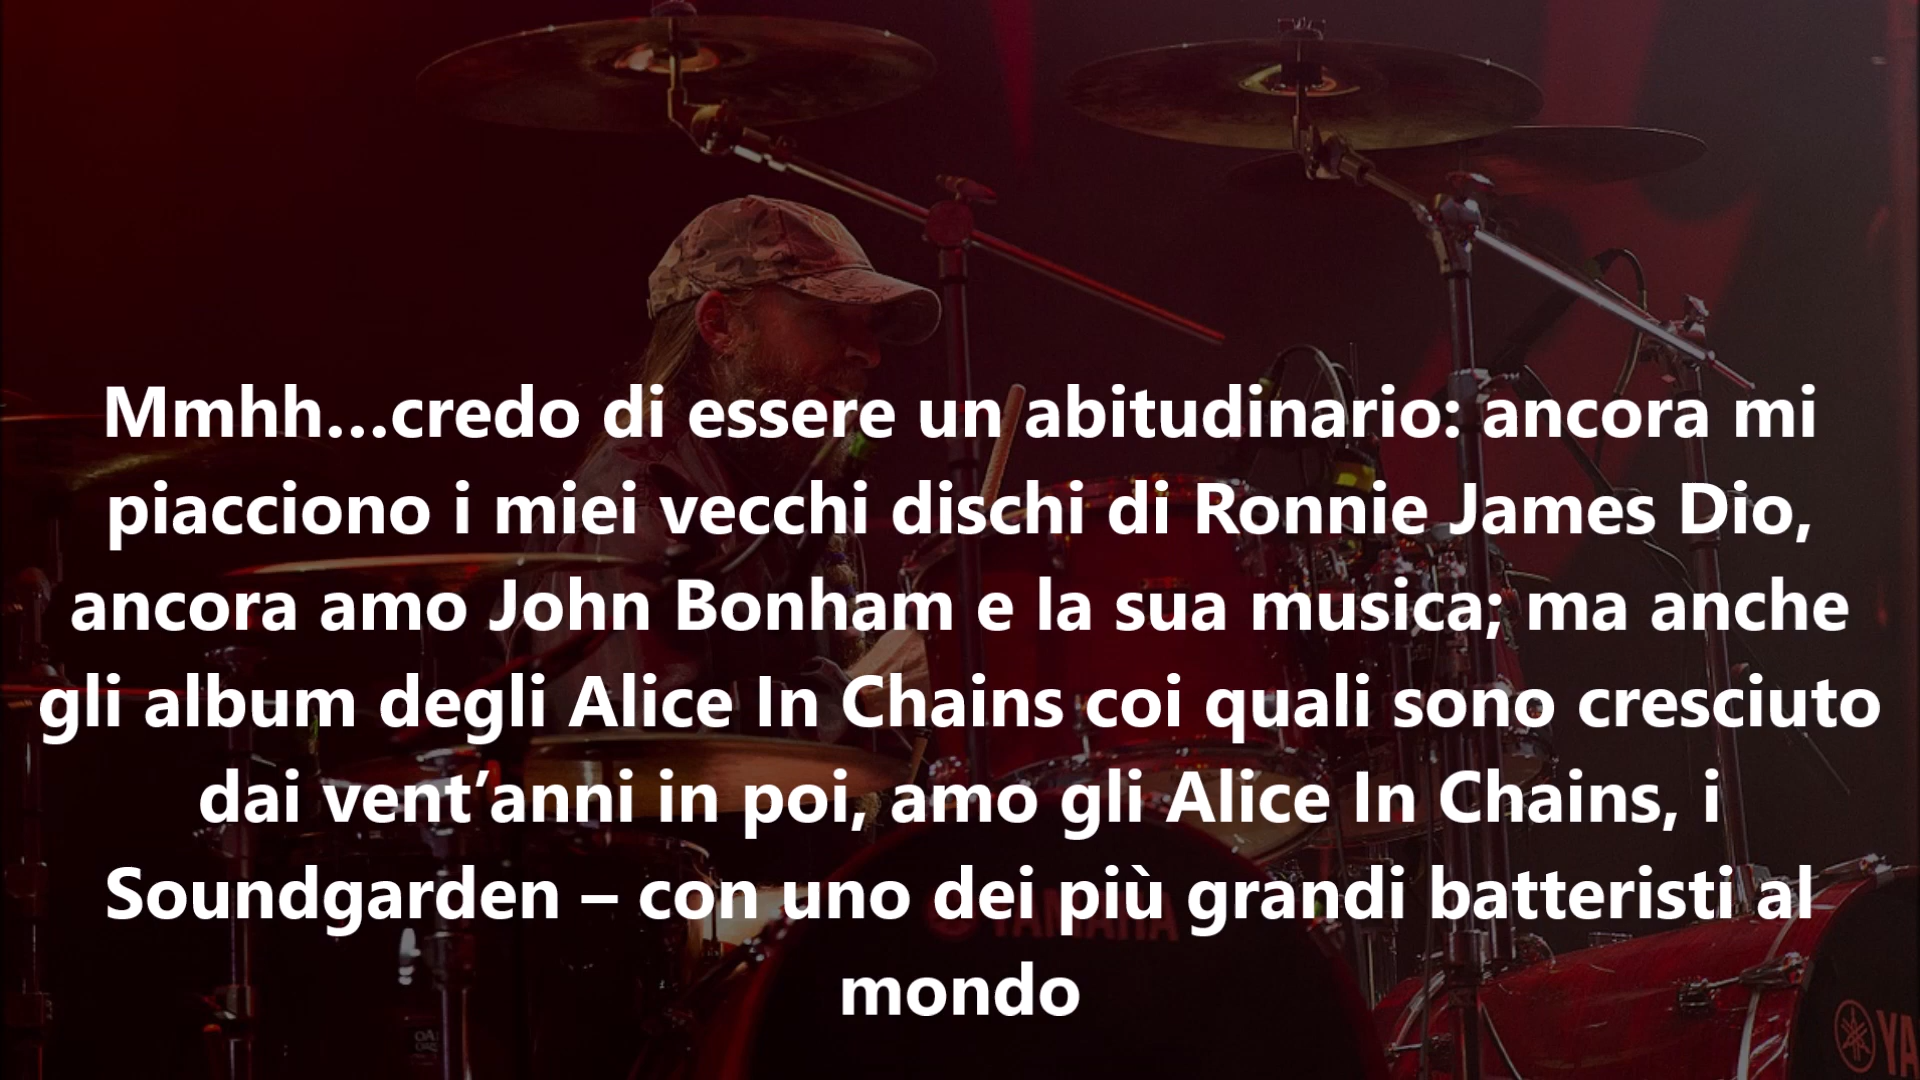 Mmhh…credo di essere un abitudinario: ancora mi
piacciono i miei vecchi dischi di Ronnie James Dio,
ancora amo John Bonham e la sua musica; ma anche
gli album degli Alice In Chains coi quali sono cresciuto
dai vent’anni in poi, amo gli Alice In Chains, i
Soundgarden – con uno dei più grandi batteristi al
mondo
YAMAHA
YA